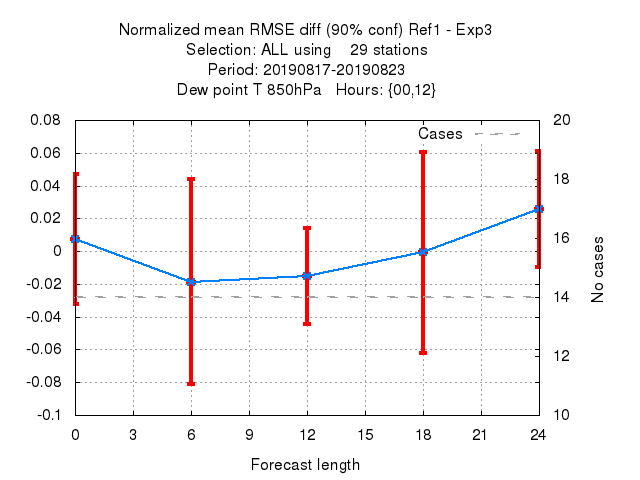 Normalized mean RMSE diff (90% conf) Ref1 - Exp3
Selection: ALL using    29 stations
Period: 20190817-20190823
Dew point T 850hPa   Hours: {00,12}
Cases
0.08
0.06
0.04
0.02
0
-0.02
-0.04
-0.06
-0.08
-0.1
20
18
16
14
12
10
No cases
0 3 6 9 12 15 18 21 24
Forecast length